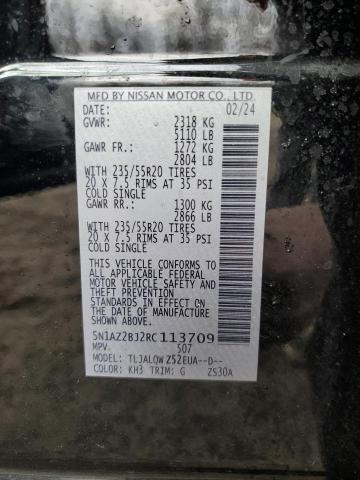 MFD BY NISSAN MOTOR CO., LTD.
DATE: 02/24
GVWR: 2318 KG
5110 LB
GAWR FR.: 1272 KG
2804 LB
WITH 235/55R20 TIRES
20 X 7.5 RIMS AT 35 PSI
COLD SINGLE
GAWR RR.: 1300 KG
2866 LB
WITH 235/55R20 TIRES
20 X 7.5 RIMS AT 35 PSI
COLD SINGLE
THIS VEHICLE CONFORMS TO
ALL APPLICABLE FEDERAL
MOTOR VEHICLE SAFETY AND
THEFT PREVENTION
STANDARDS IN EFFECT ON
THE DATE OF MANUFACTURE
SHOWN ABOVE.
5N1AZ2BJ2RC113709
MPV. 507
MODEL: TLJALQW Z52EUA--D--
COLOR: KH3 TRIM: G ZS30A